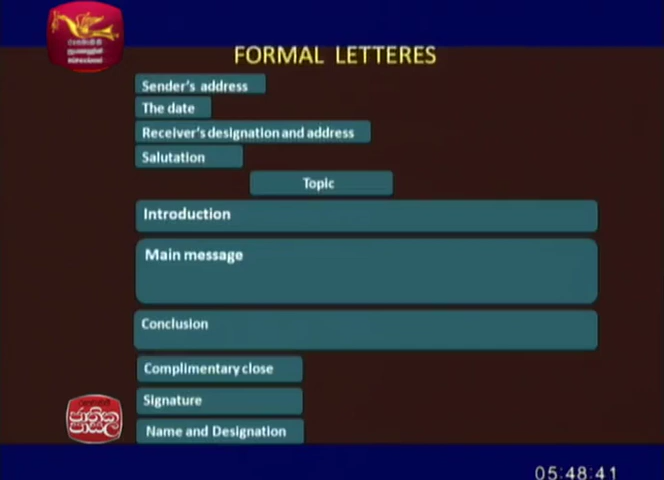 FORMAL LETTERES
Sender's address
The date
Receiver's designation and address
Salutation
Topic
Introduction
Main message
Conclusion
Complimentary close
Signature
Name and Designation
ජාතික
පාසල
05:48:41